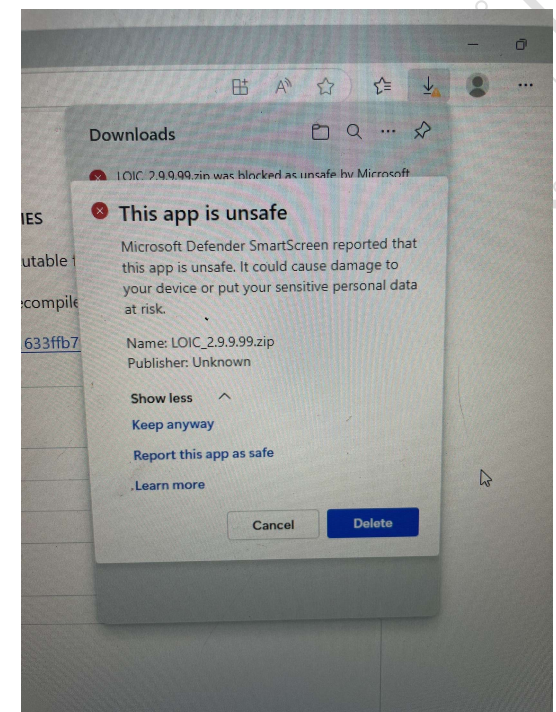 Downloads
LOIC_2.9.9.99.zip was blocked as unsafe by Microsoft
IES
This app is unsafe
Microsoft Defender SmartScreen reported that
utable
this app is unsafe. It could cause damage to
your device or put your sensitive personal data
ecompile
at risk.
633ffb7
Name: LOIC_2.9.9.99.zip
Publisher: Unknown
Show less
Keep anyway
Report this app as safe
Learn more
Cancel
Delete